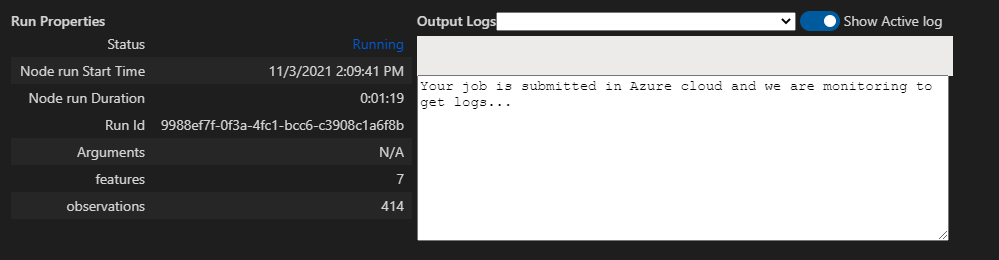 Run Properties
Status Running
Node run Start Time 11/3/2021 2:09:41 PM
Node run Duration 0:01:19
Run Id 9988ef7f-0f3a-4fc1-bcc6-c3908c1a6f8b
Arguments N/A
features 7
observations 414
Output Logs Show Active log
Your job is submitted in Azure cloud and we are monitoring to
get logs...